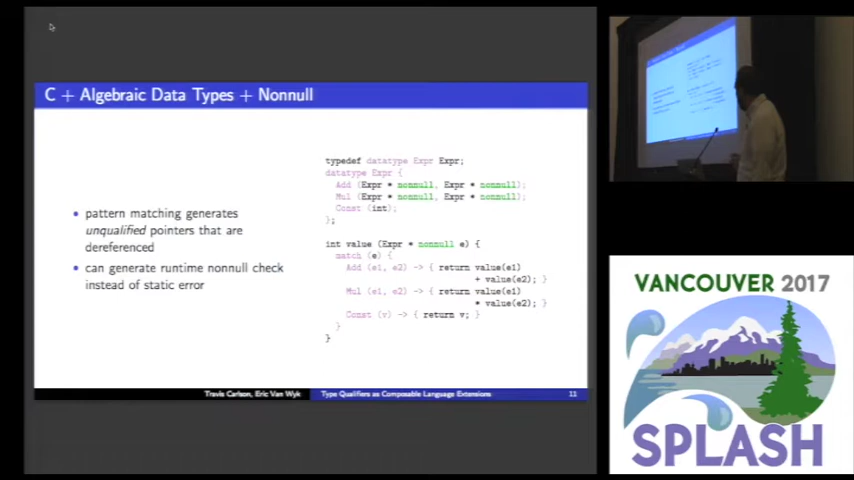 C + Algebraic Data Types + Nonnull
• pattern matching generates
unqualified pointers that are
dereferenced
• can generate runtime nonnull check
instead of static error
typedef datatype Expr Expr;
datatype Expr {
Add (Expr * nonnull, Expr * nonnull);
Mul (Expr * nonnull, Expr * nonnull);
Const (int);
};
int value (Expr * nonnull e) {
match (e) {
Add (e1, e2) -> { return value(e1)
+ value(e2); }
Mul (e1, e2) -> { return value(e1)
* value(e2); }
Const (v) -> { return v; }
}
}
Travis Carlson, Eric Van Wyk
Type Qualifiers as Composable Language Extensions
11
VANCOUVER 2017
SPLASH